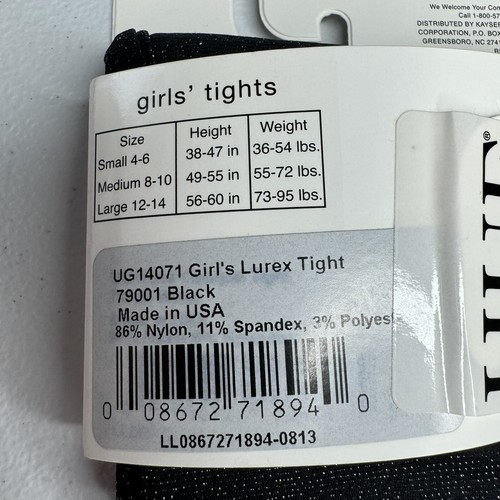 We Welcome Your
Call 1-800-57
DISTRIBUTED BY KAYSER
CORPORATION, P.O. BOX
GREENSBORO, NC 274
girls' tights
Size Height Weight
Small 4-6 38-47 in 36-54 lbs.
Medium 8-10 49-55 in 55-72 lbs.
Large 12-14 56-60 in 73-95 lbs.
UG14071 Girl's Lurex Tight
79001 Black
Made in USA
86% Nylon, 11% Spandex, 3% Polyes
0 08672 71894 0
LL0867271894-0813